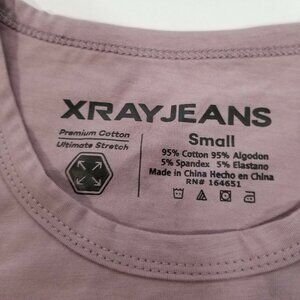 XRAYJEANS
Premium Cotton
Ultimate Stretch
Small
95% Cotton 95% Algodon
5% Spandex 5% Elastano
Made in China Hecho en China
RN# 164651